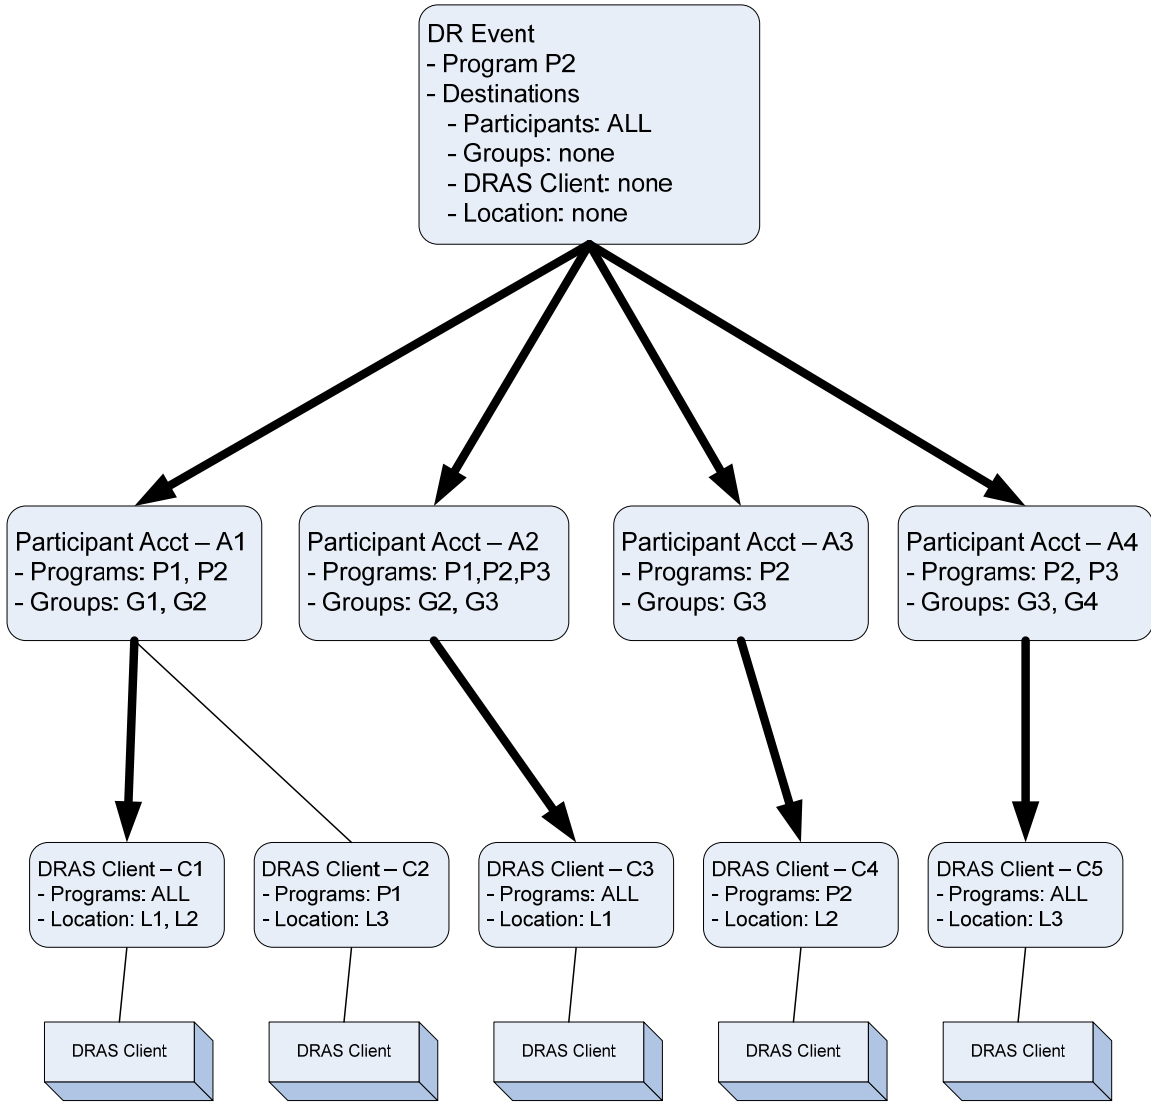 DR Event
- Program P2
- Destinations
- Participants: ALL
- Groups: none
- DRAS Client: none
- Location: none
Participant Acct – A1
- Programs: P1, P2
- Groups: G1, G2
Participant Acct – A2
- Programs: P1,P2,P3
- Groups: G2, G3
Participant Acct – A3
- Programs: P2
- Groups: G3
Participant Acct – A4
- Programs: P2, P3
- Groups: G3, G4
DRAS Client – C1
- Programs: ALL
- Location: L1, L2
DRAS Client – C2
- Programs: P1
- Location: L3
DRAS Client – C3
- Programs: ALL
- Location: L1
DRAS Client – C4
- Programs: P2
- Location: L2
DRAS Client – C5
- Programs: ALL
- Location: L3
DRAS Client
DRAS Client
DRAS Client
DRAS Client
DRAS Client